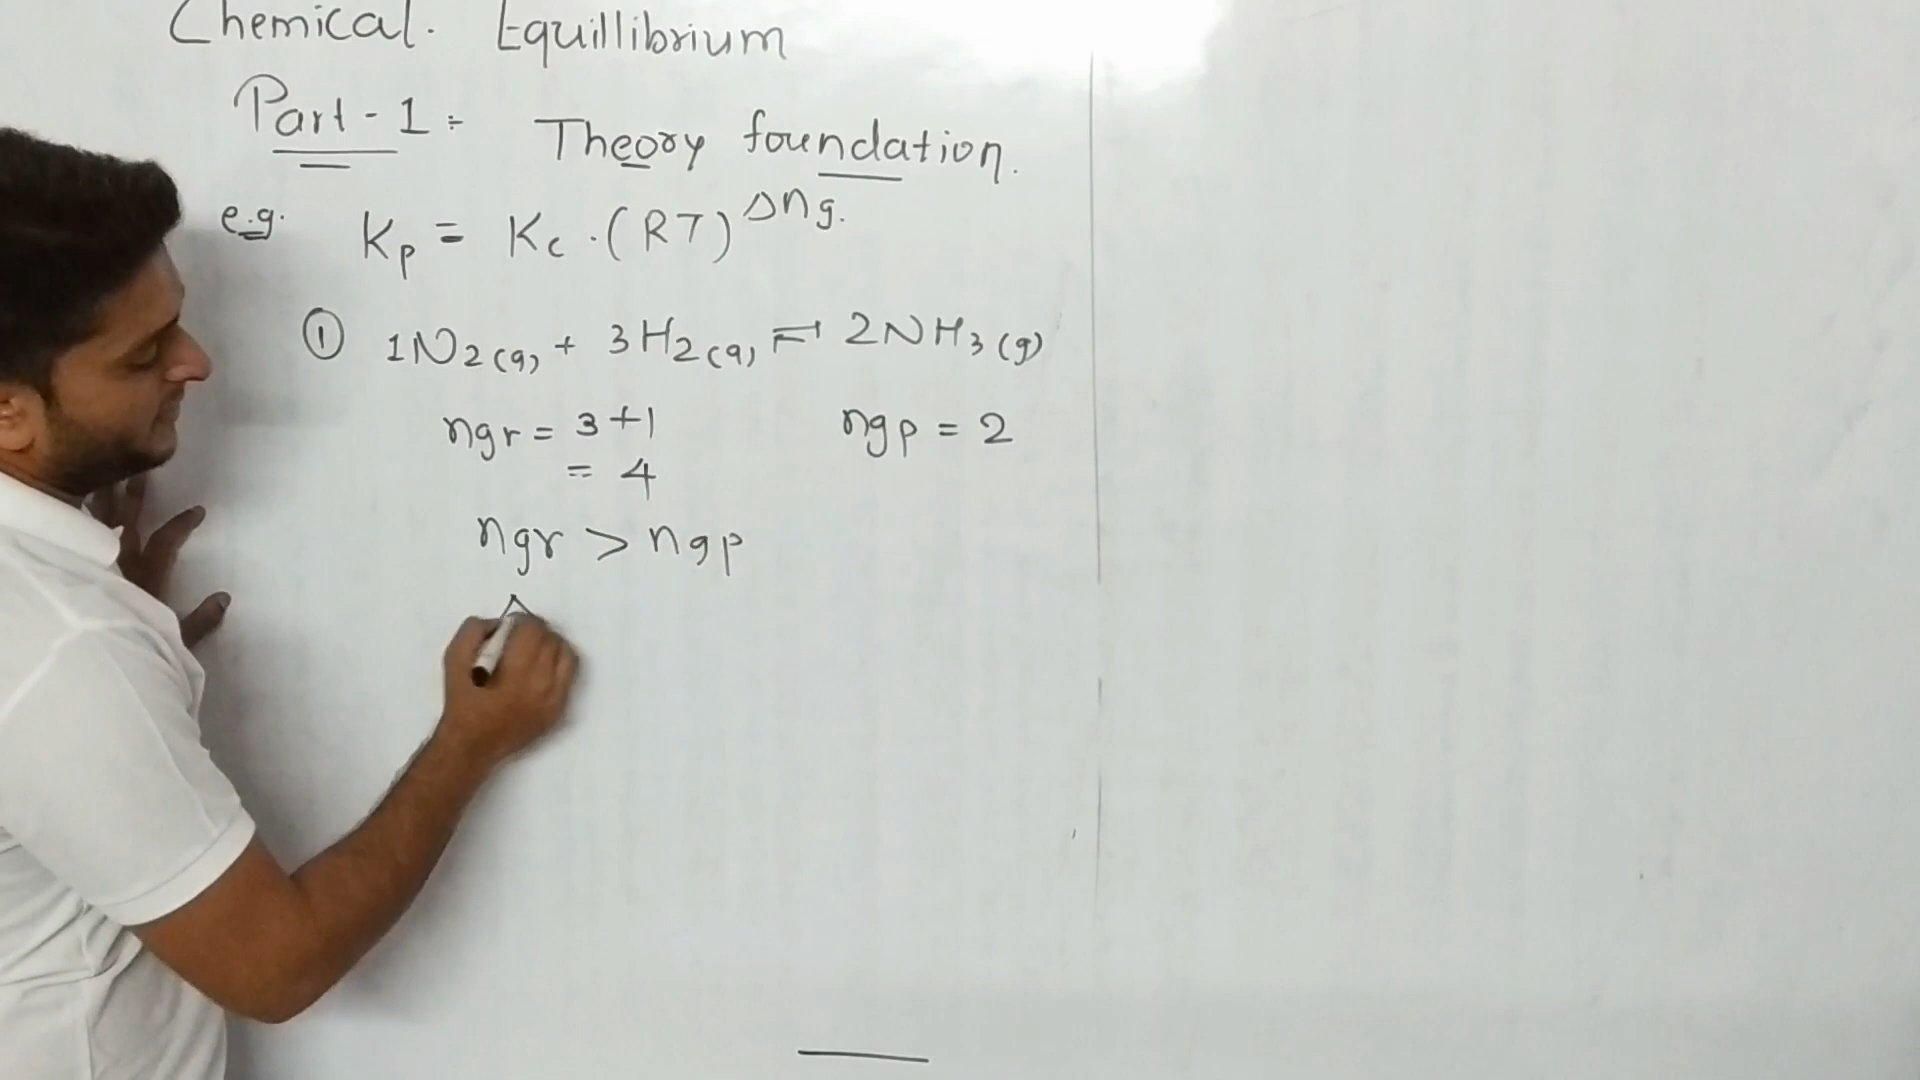 Chemical. Equillibrium
Part-1:- Theory foundation.
e.g. Kp = Kc .(RT)^Δng.
① 1N2(g) + 3H2(g) ⇌ 2NH3(g)
ngr = 3+1 ngp = 2
= 4
ngr > ngp